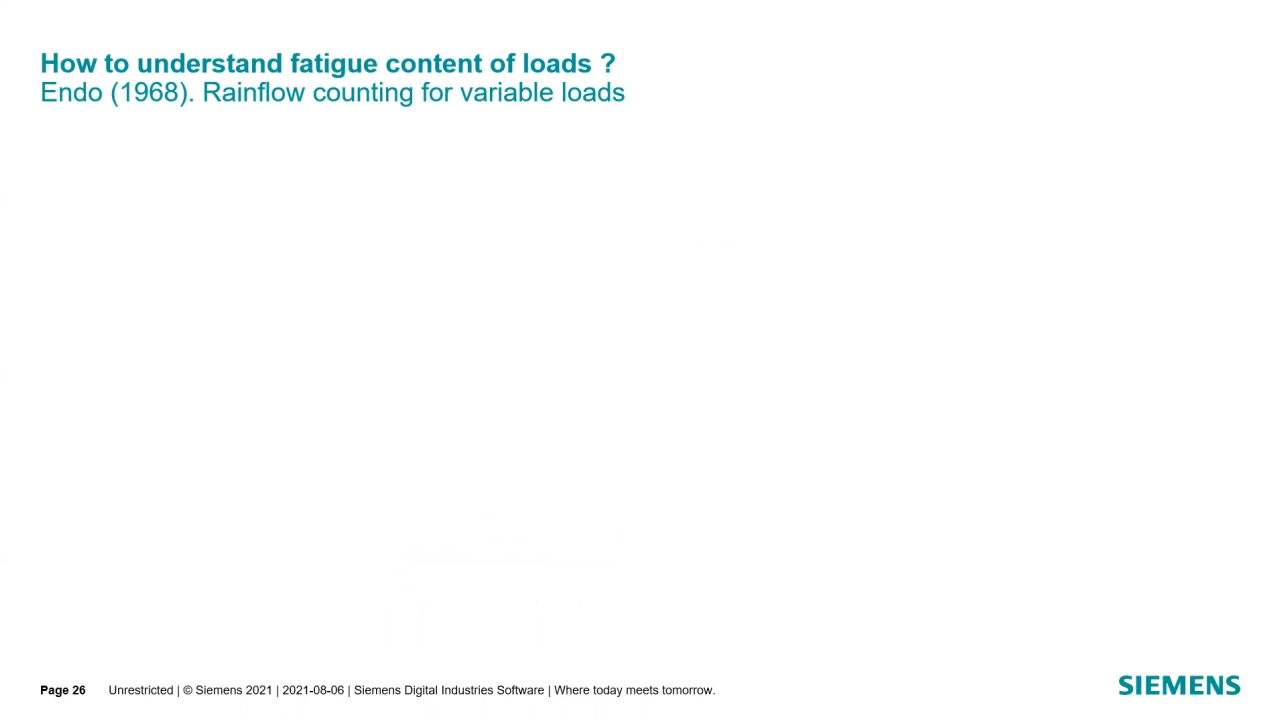 How to understand fatigue content of loads ?
Endo (1968). Rainflow counting for variable loads
Page 26 Unrestricted | © Siemens 2021 | 2021-08-06 | Siemens Digital Industries Software | Where today meets tomorrow.
SIEMENS